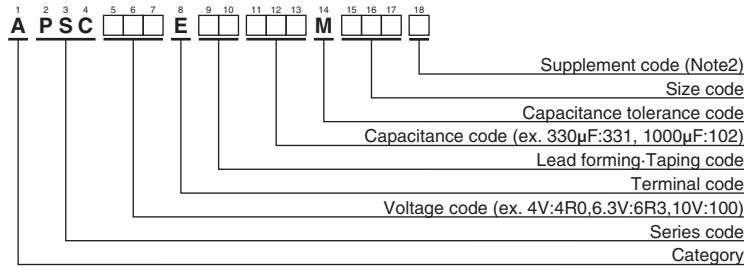 1 2 3 4 5 6 7 8 9 10 11 12 13 14 15 16 17 18
A P S C E M
Supplement code (Note2)
Size code
Capacitance tolerance code
Capacitance code (ex. 330µF:331, 1000µF:102)
Lead forming·Taping code
Terminal code
Voltage code (ex. 4V:4R0,6.3V:6R3,10V:100)
Series code
Category